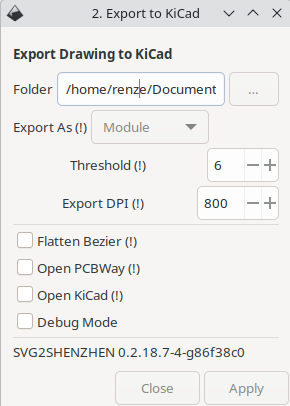 2. Export to KiCad
Export Drawing to KiCad
Folder /home/renze/Document ...
Export As (!) Module
Threshold (!) 6
Export DPI (!) 800
Flatten Bezier (!)
Open PCBWay (!)
Open KiCad (!)
Debug Mode
SVG2SHENZHEN 0.2.18.7-4-g86f38c0
Close Apply